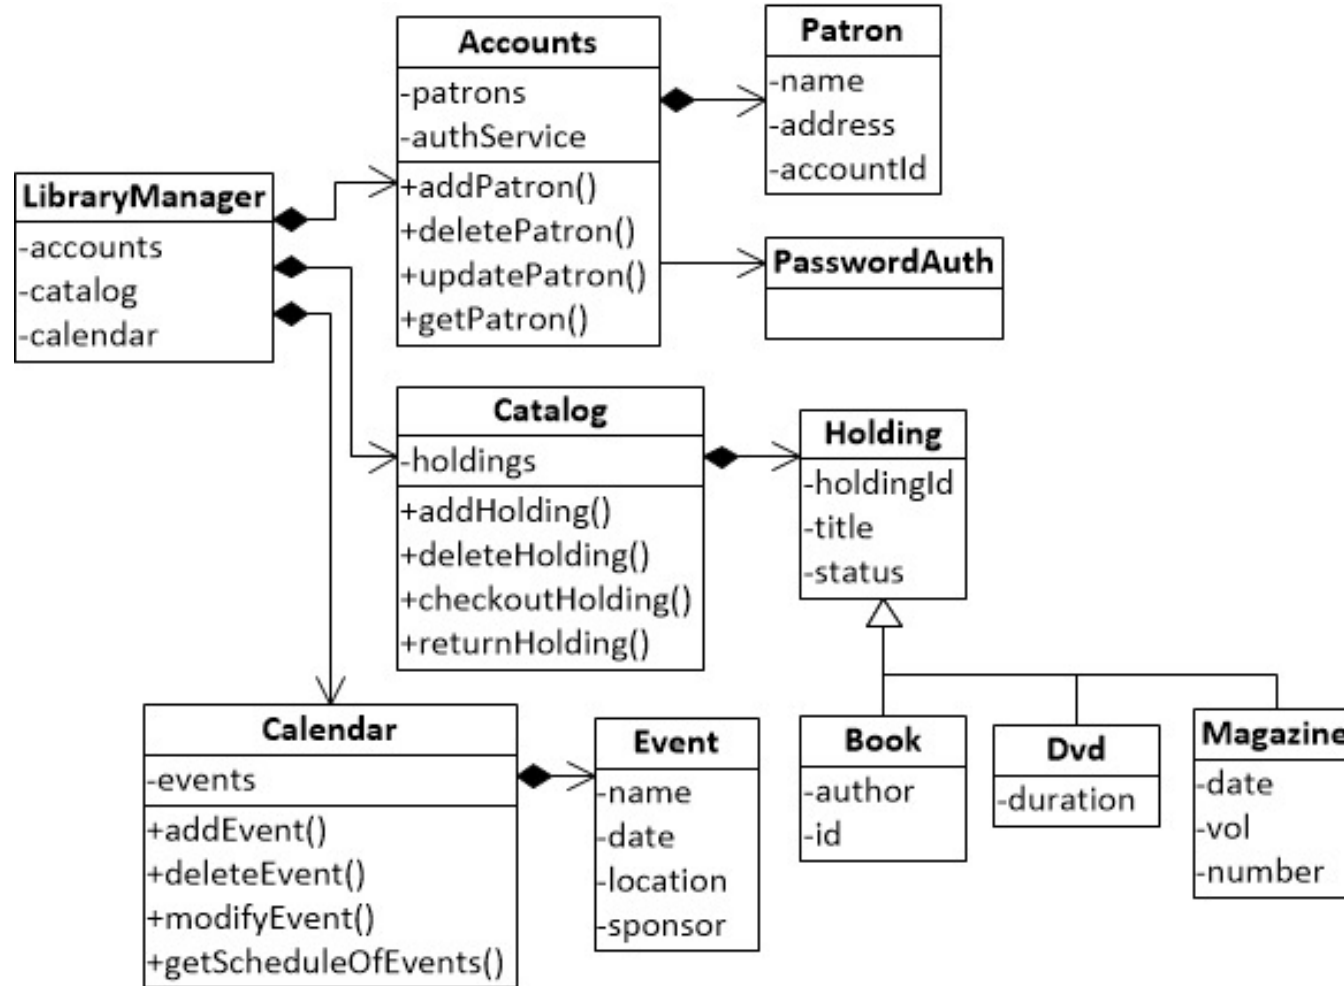 LibraryManager
-accounts
-catalog
-calendar
Accounts
-patrons
-authService
+addPatron()
+deletePatron()
+updatePatron()
+getPatron()
Patron
-name
-address
-accountId
PasswordAuth
Catalog
-holdings
+addHolding()
+deleteHolding()
+checkoutHolding()
+returnHolding()
Holding
-holdingId
-title
-status
Calendar
-events
+addEvent()
+deleteEvent()
+modifyEvent()
+getScheduleOfEvents()
Event
-name
-date
-location
-sponsor
Book
-author
-id
Dvd
-duration
Magazine
-date
-vol
-number